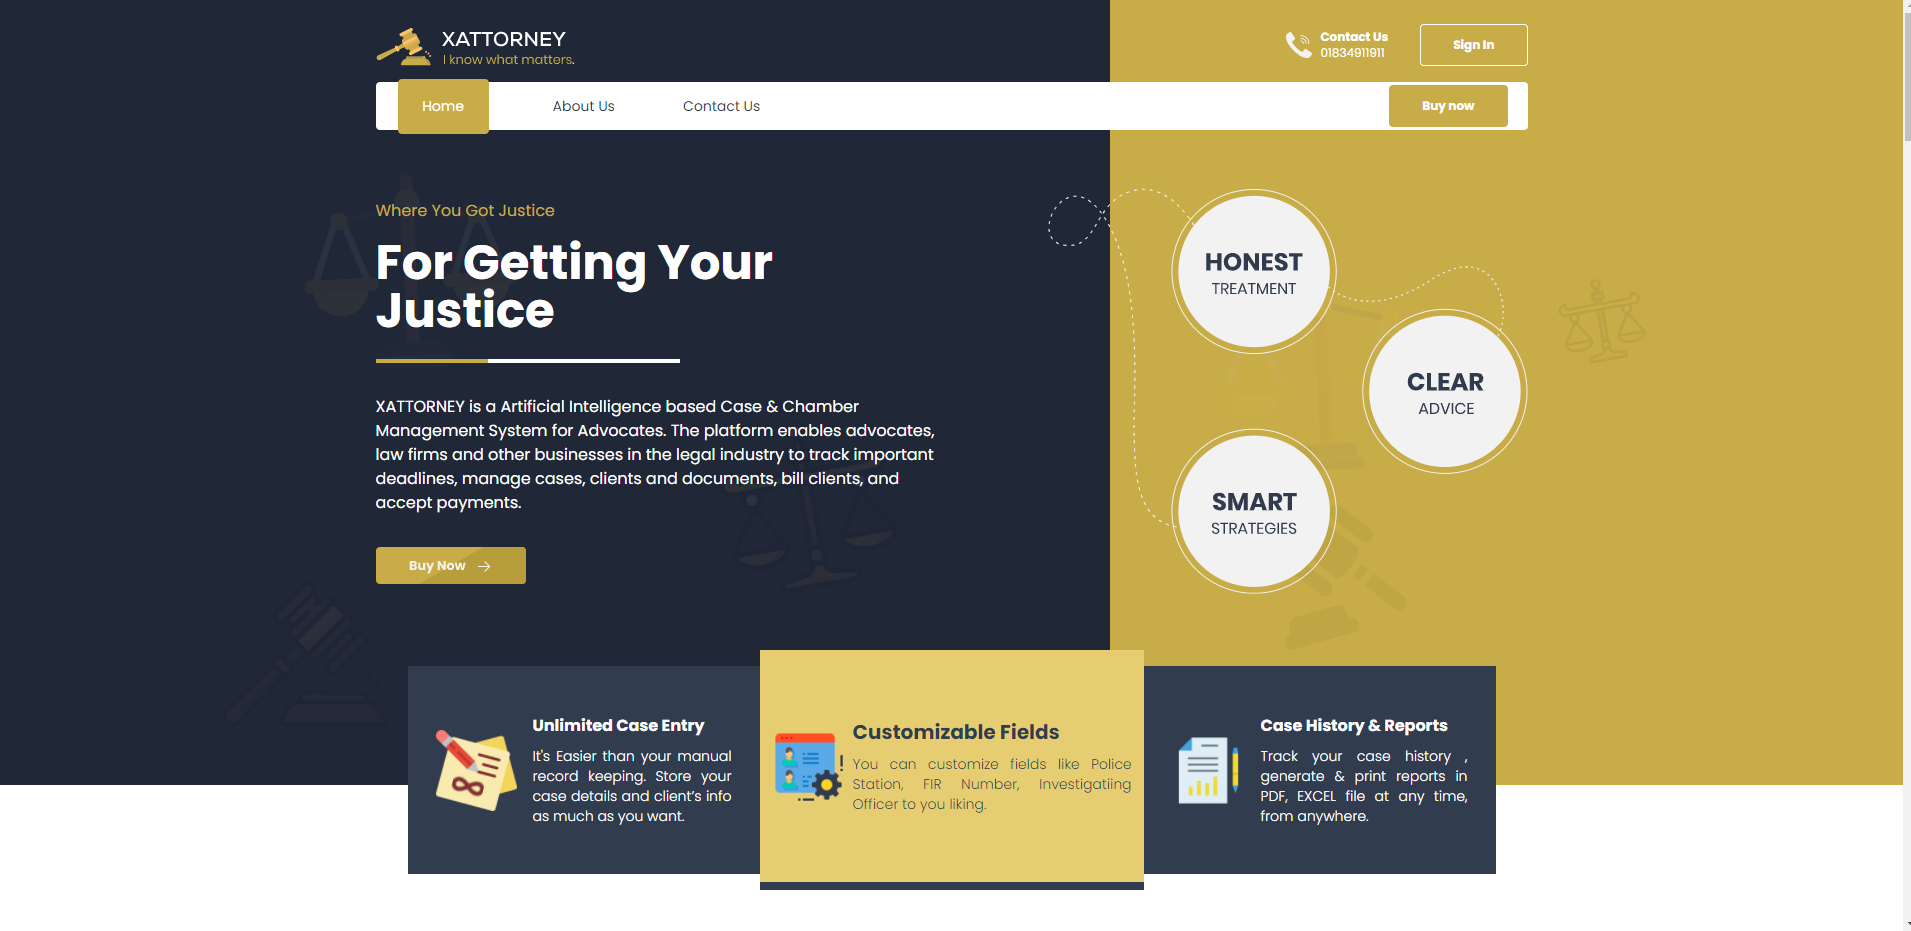 XATTORNEY
I know what matters.
Contact Us
01834911911
Sign In
Home
About Us
Contact Us
Buy now
Where You Got Justice
For Getting Your
Justice
XATTORNEY is a Artificial Intelligence based Case & Chamber
Management System for Advocates. The platform enables advocates,
law firms and other businesses in the legal industry to track important
deadlines, manage cases, clients and documents, bill clients, and
accept payments.
Buy Now
HONEST
TREATMENT
CLEAR
ADVICE
SMART
STRATEGIES
Unlimited Case Entry
It's Easier than your manual
record keeping. Store your
case details and client’s info
as much as you want.
Customizable Fields
You can customize fields like Police
Station, FIR Number, Investigatiing
Officer to you liking.
Case History & Reports
Track your case history ,
generate & print reports in
PDF, EXCEL file at any time,
from anywhere.